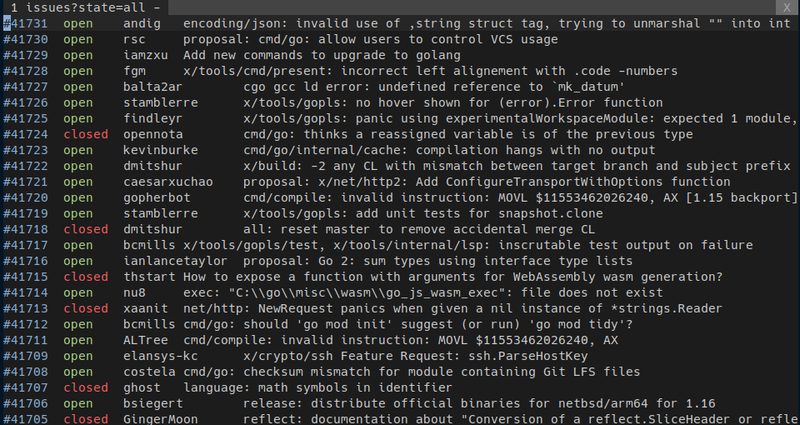 1 issues?state=all - X
#41731 open andig encoding/json: invalid use of ,string struct tag, trying to unmarshal "" into int
#41730 open rsc proposal: cmd/go: allow users to control VCS usage
#41729 open iamzxu Add new commands to upgrade to golang
#41728 open fgm x/tools/cmd/present: incorrect left alignement with .code -numbers
#41727 open balta2ar cgo gcc ld error: undefined reference to `mk_datum'
#41726 open stamblerre x/tools/gopls: no hover shown for (error).Error function
#41725 open findleyr x/tools/gopls: panic using experimentalWorkspaceModule: expected 1 module,
#41724 closed opennota cmd/go: thinks a reassigned variable is of the previous type
#41723 open kevinburke cmd/go/internal/cache: compilation hangs with no output
#41722 open dmitshur x/build: -2 any CL with mismatch between target branch and subject prefix
#41721 open caesarxuchao proposal: x/net/http2: Add ConfigureTransportWithOptions function
#41720 open gopherbot cmd/compile: invalid instruction: MOVL $11553462026240, AX [1.15 backport]
#41719 open stamblerre x/tools/gopls: add unit tests for snapshot.clone
#41718 closed dmitshur all: reset master to remove accidental merge CL
#41717 open bcmills x/tools/gopls/test, x/tools/internal/lsp: inscrutable test output on failure
#41716 open ianlancetaylor proposal: Go 2: sum types using interface type lists
#41715 closed thstart How to expose a function with arguments for WebAssembly wasm generation?
#41714 open nu8 exec: "C:\\go\\misc\\wasm\\go_js_wasm_exec": file does not exist
#41713 closed xaanit net/http: NewRequest panics when given a nil instance of *strings.Reader
#41712 open bcmills cmd/go: should 'go mod init' suggest (or run) 'go mod tidy'?
#41711 open ALTree cmd/compile: invalid instruction: MOVL $11553462026240, AX
#41709 open elansys-kc x/crypto/ssh Feature Request: ssh.ParseHostKey
#41708 open costela cmd/go: checksum mismatch for module containing Git LFS files
#41707 closed ghost language: math symbols in identifier
#41706 open bsiegert release: distribute official binaries for netbsd/arm64 for 1.16
#41705 closed GingerMoon reflect: documentation about "Conversion of a reflect.SliceHeader or refle